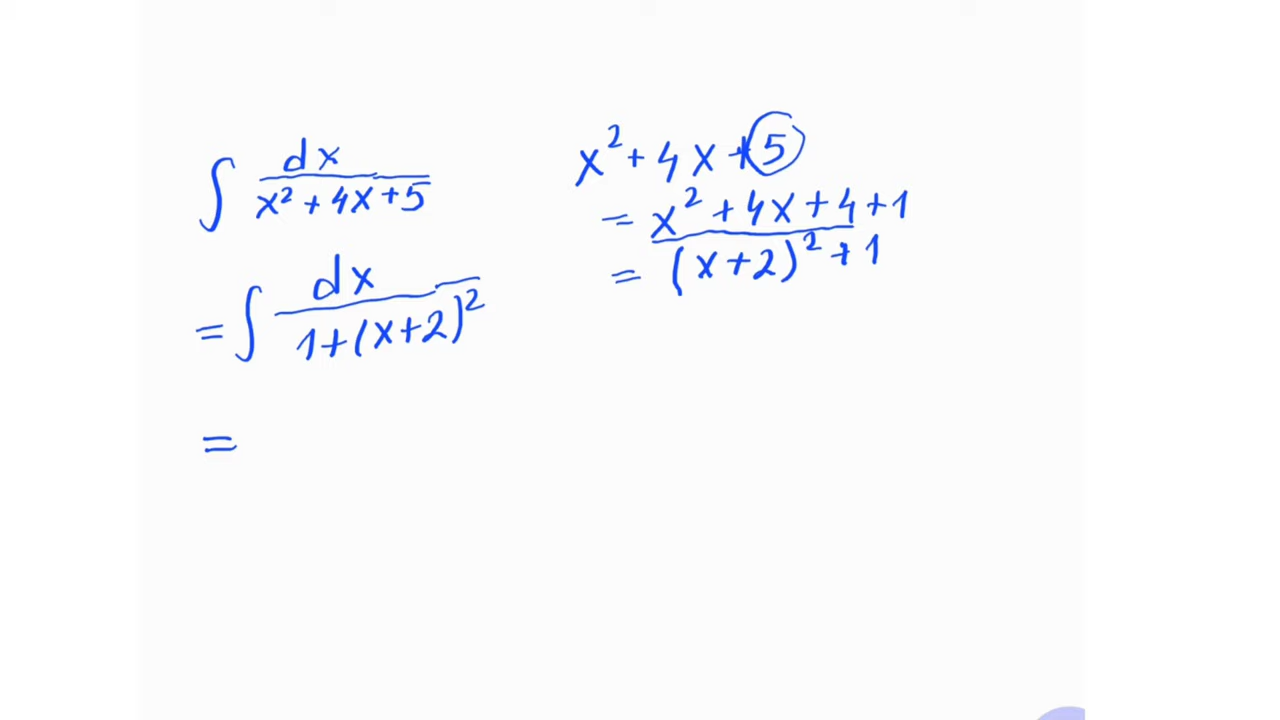 ∫ dx / (x² + 4x + 5)
= ∫ dx / (1+(x+2)²)
=
x² + 4x + 5
= x² + 4x + 4 + 1
= (x+2)² + 1